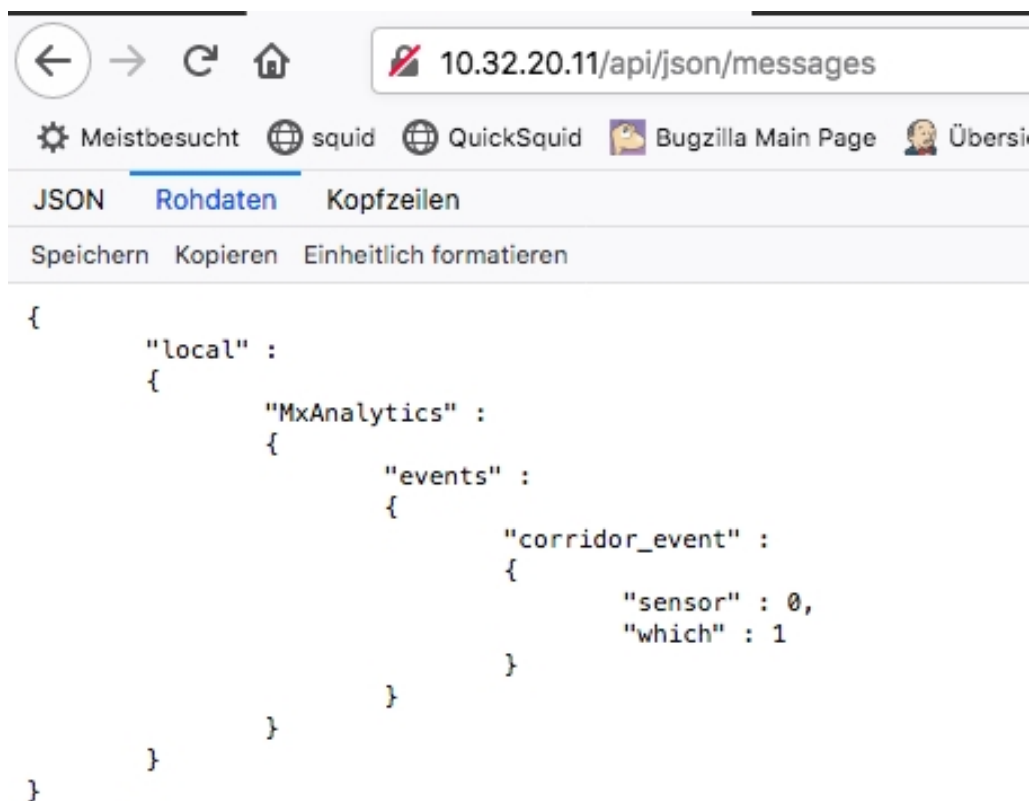 10.32.20.11/api/json/messages
Meistbesucht squid QuickSquid Bugzilla Main Page
JSON Rohdaten Kopfzeilen
Speichern Kopieren Einheitlich formatieren
{
"local" :
{
"MxAnalytics" :
{
"events" :
{
"corridor_event" :
{
"sensor" : 0,
"which" : 1
}
}
}
}
}